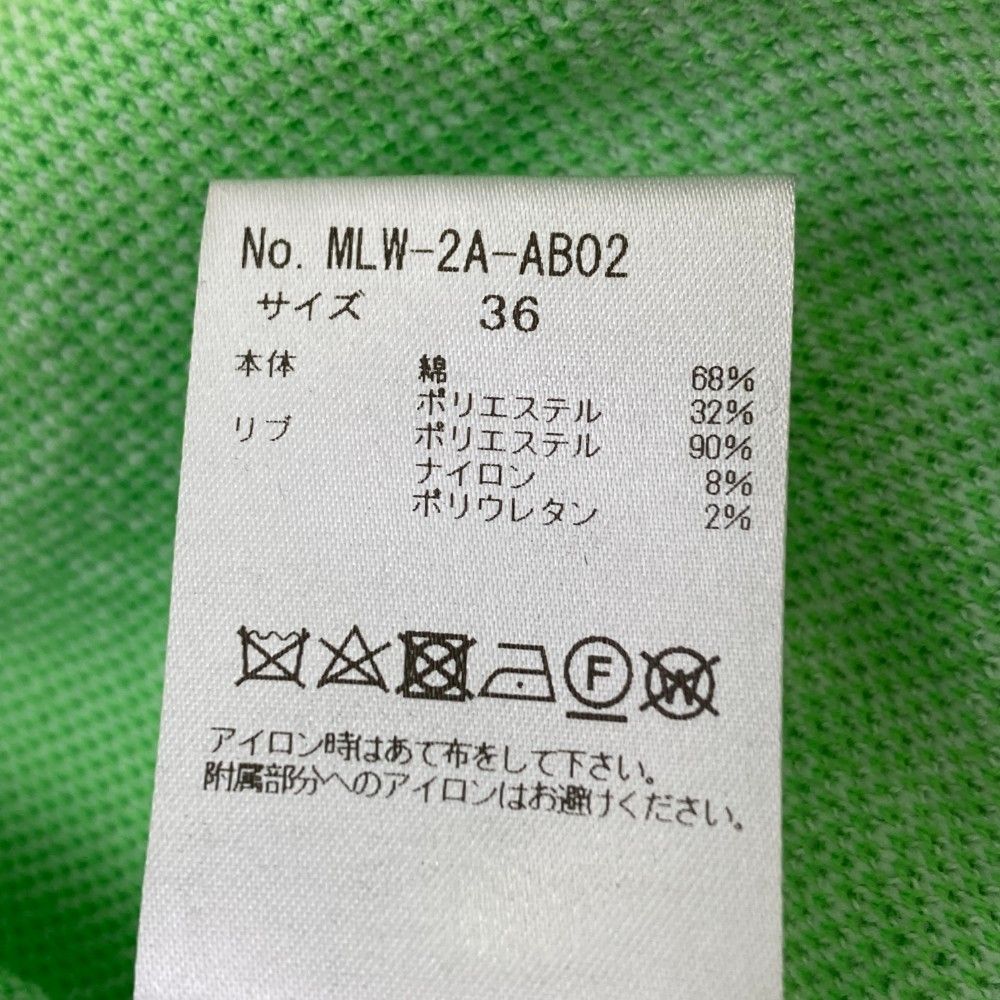 No. MLW-2A-AB02
サイズ 36
本体 綿 68%
ポリエステル 32%
リブ ポリエステル 90%
ナイロン 8%
ポリウレタン 2%
F W
アイロン時はあて布をして下さい。
附属部分へのアイロンはお避けください。